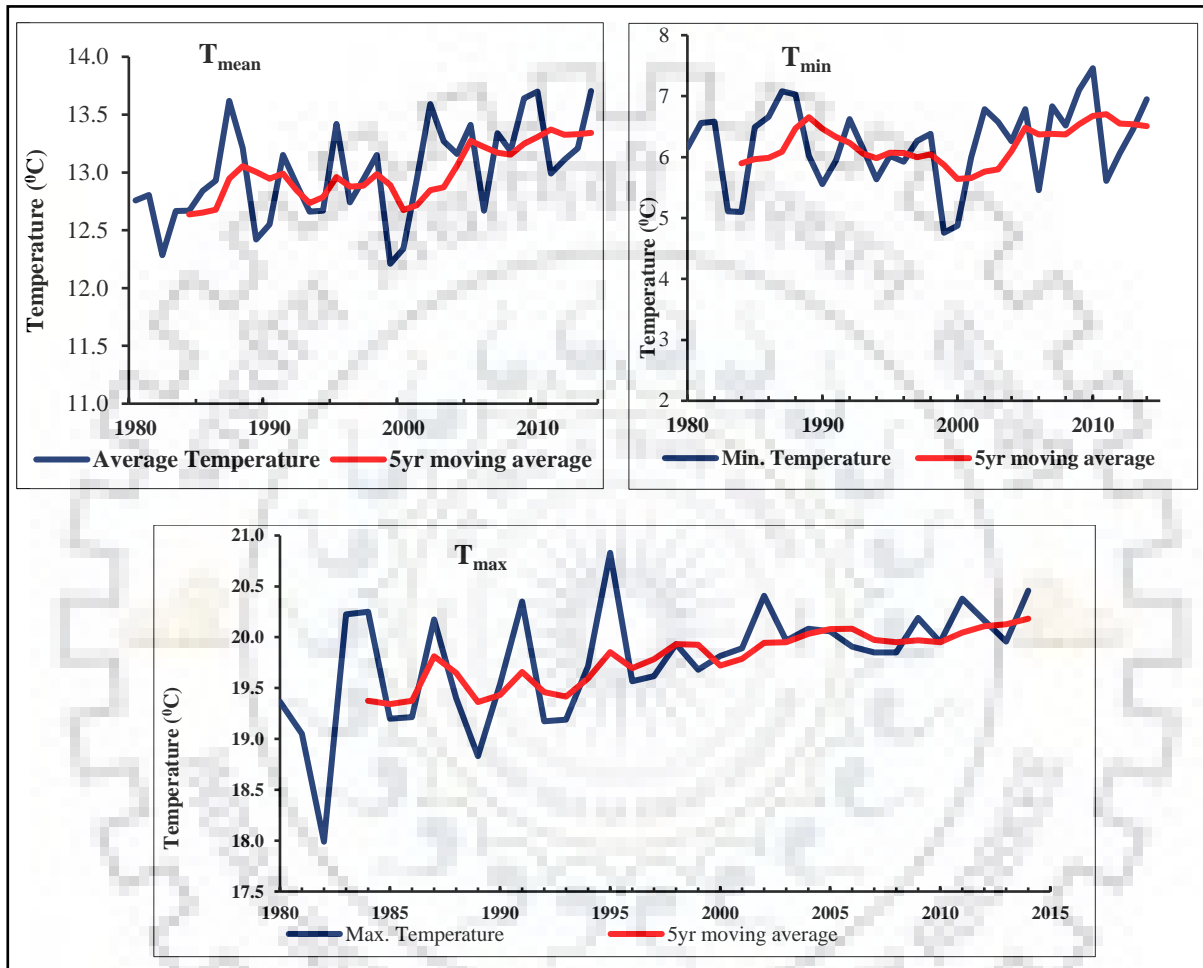 T_mean
Temperature (⁰C)
14.0
13.5
13.0
12.5
12.0
11.5
11.0
1980 1990 2000 2010
Average Temperature 5yr moving average
T_min
Temperature (⁰C)
8
7
6
5
4
3
2
1980 1990 2000 2010
Min. Temperature 5yr moving average
T_max
Temperature (⁰C)
21.0
20.5
20.0
19.5
19.0
18.5
18.0
17.5
1980 1985 1990 1995 2000 2005 2010 2015
Max. Temperature 5yr moving average